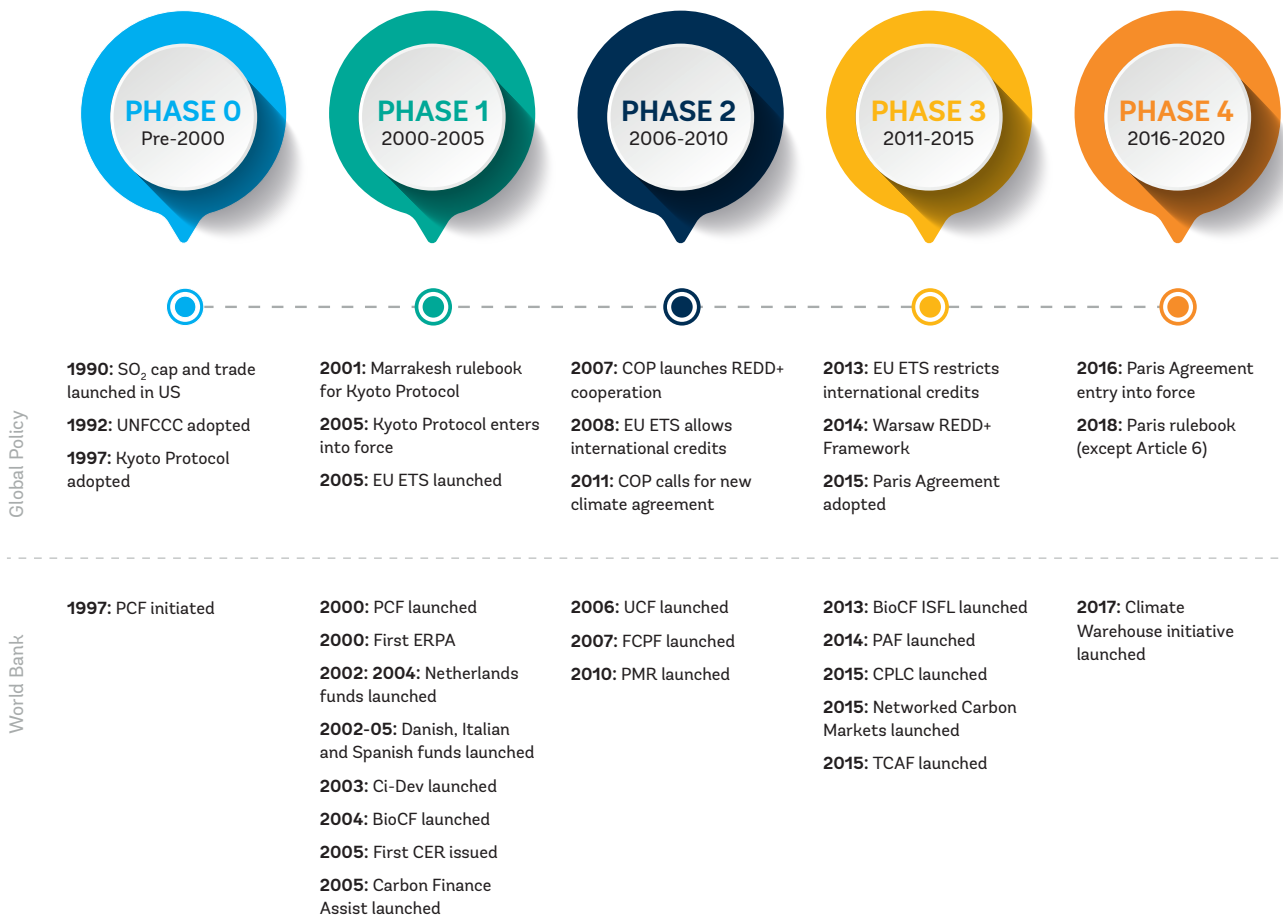 PHASE 0
Pre-2000
PHASE 1
2000-2005
PHASE 2
2006-2010
PHASE 3
2011-2015
PHASE 4
2016-2020
Global Policy
1990: SO₂ cap and trade
launched in US
1992: UNFCCC adopted
1997: Kyoto Protocol
adopted
2001: Marrakesh rulebook
for Kyoto Protocol
2005: Kyoto Protocol enters
into force
2005: EU ETS launched
2007: COP launches REDD+
cooperation
2008: EU ETS allows
international credits
2011: COP calls for new
climate agreement
2013: EU ETS restricts
international credits
2014: Warsaw REDD+
Framework
2015: Paris Agreement
adopted
2016: Paris Agreement
entry into force
2018: Paris rulebook
(except Article 6)
World Bank
1997: PCF initiated
2000: PCF launched
2000: First ERPA
2002: 2004: Netherlands
funds launched
2002-05: Danish, Italian
and Spanish funds launched
2003: Ci-Dev launched
2004: BioCF launched
2005: First CER issued
2005: Carbon Finance
Assist launched
2006: UCF launched
2007: FCPF launched
2010: PMR launched
2013: BioCF ISFL launched
2014: PAF launched
2015: CPLC launched
2015: Networked Carbon
Markets launched
2015: TCAF launched
2017: Climate
Warehouse initiative
launched